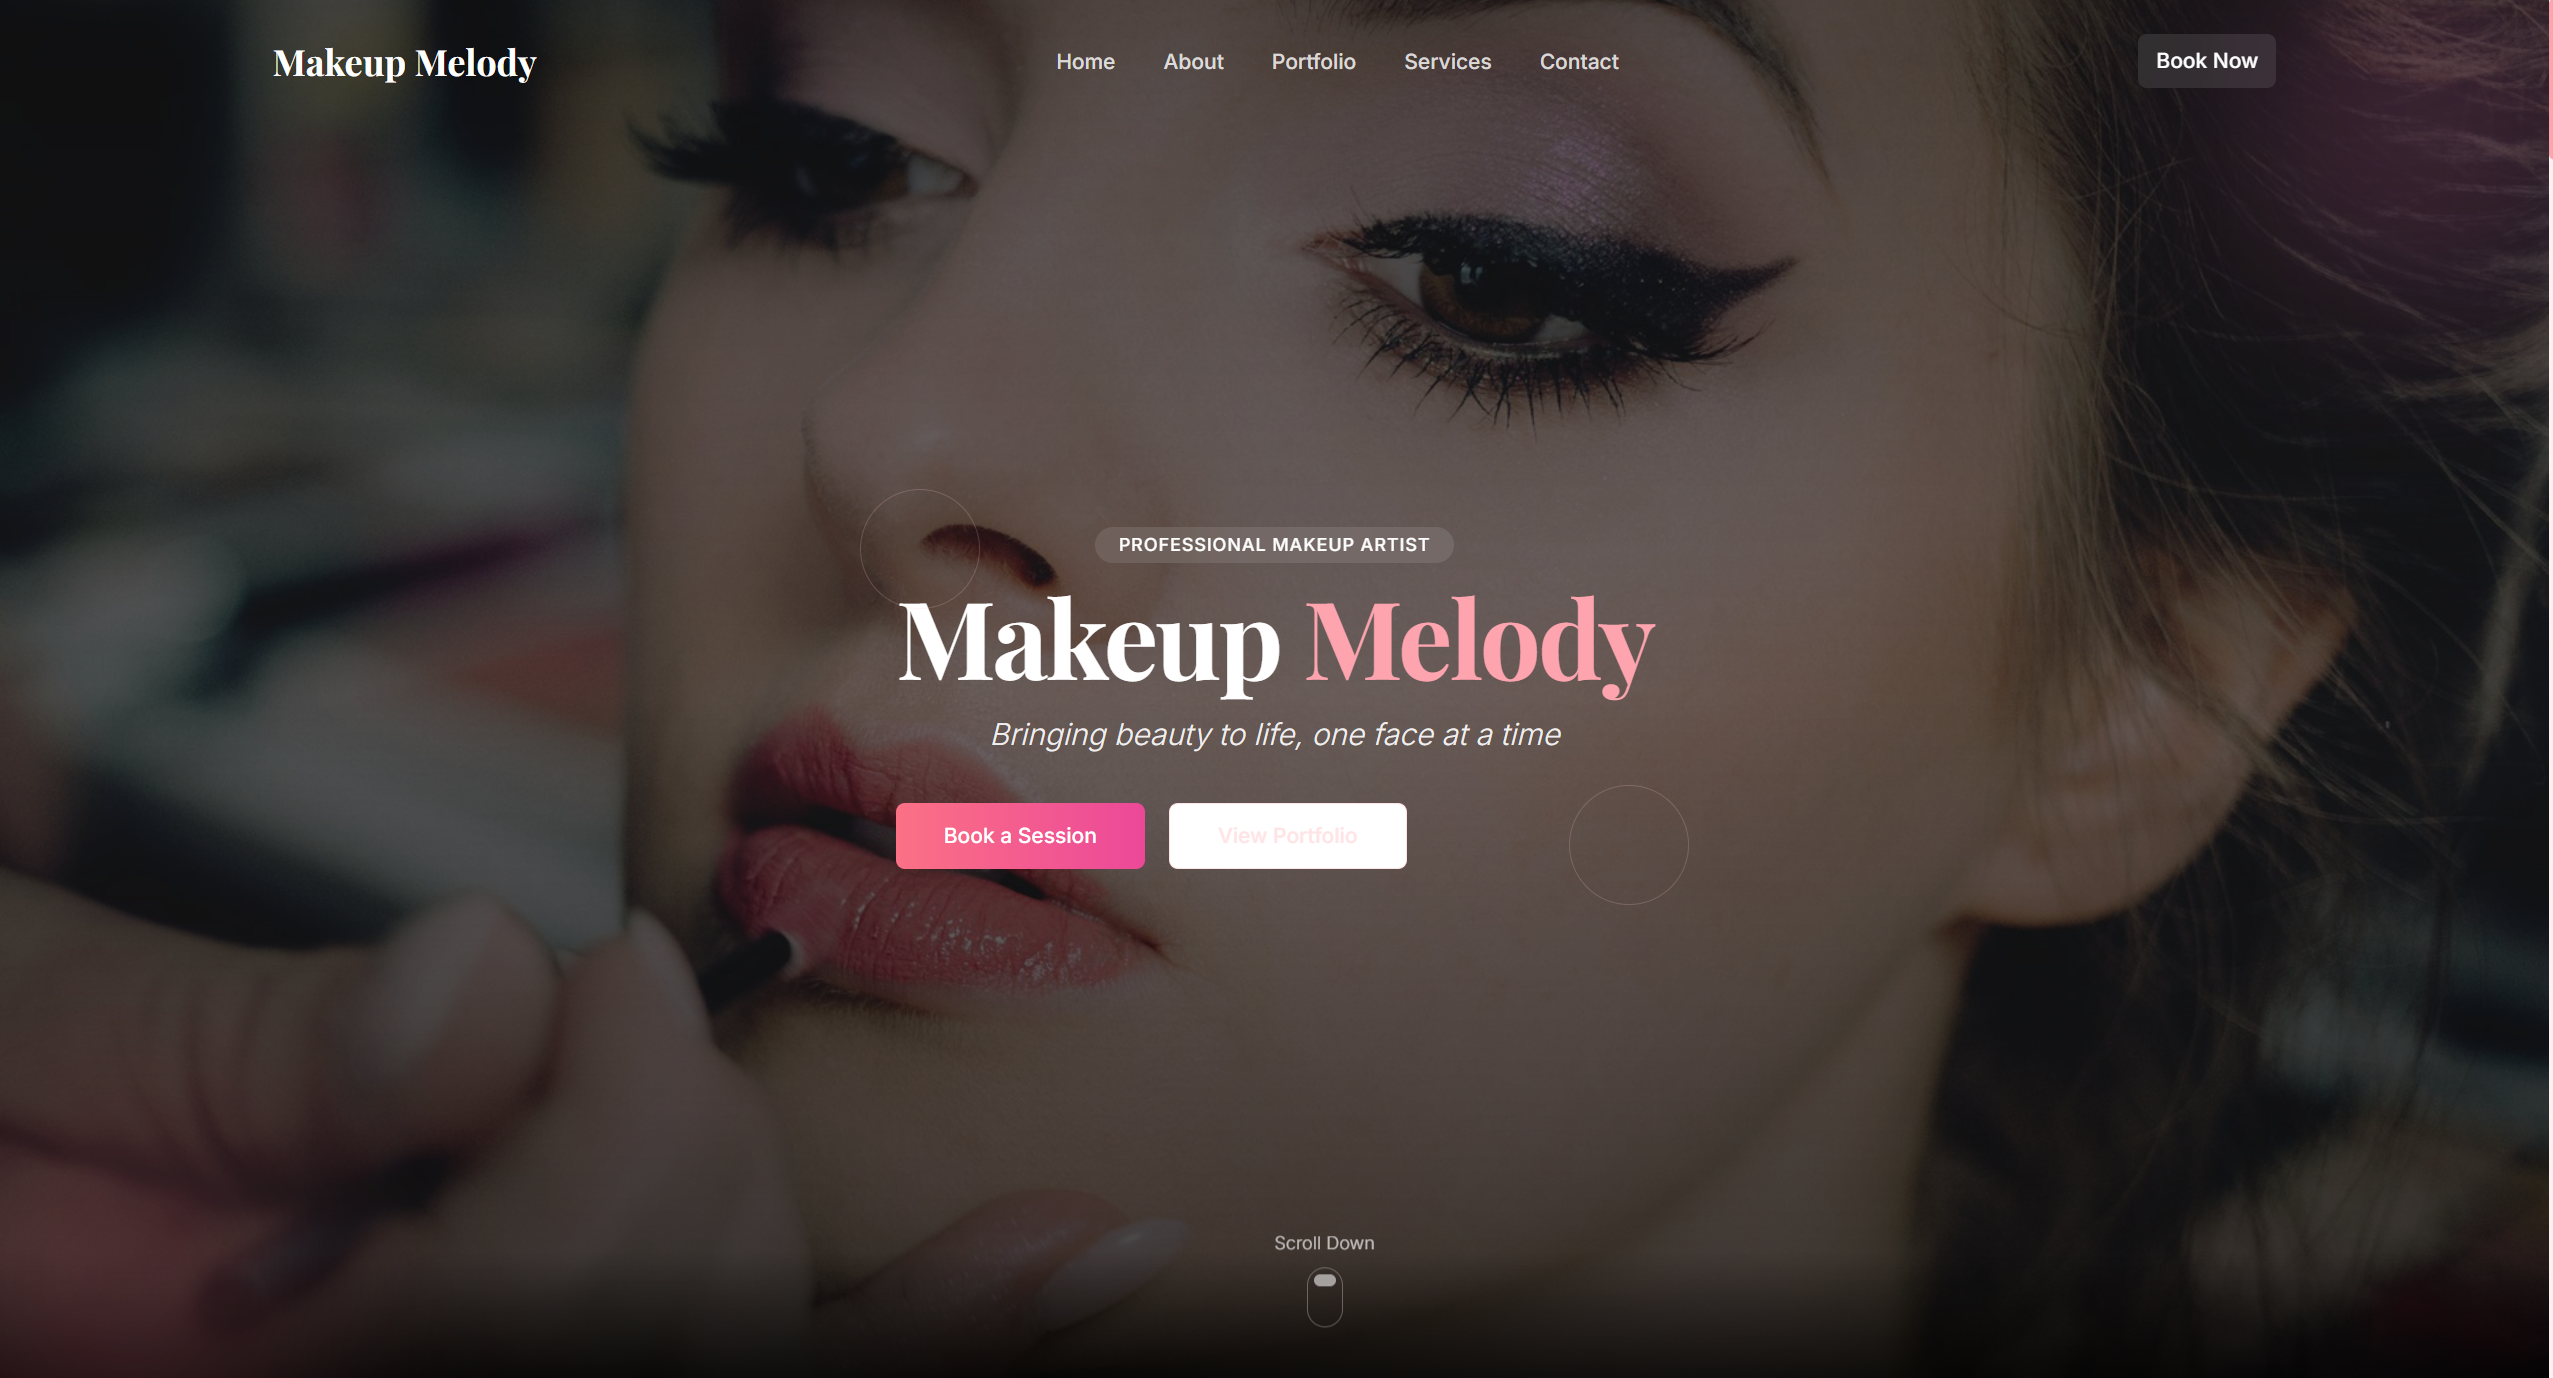 Makeup Melody
Home About Portfolio Services Contact
Book Now
PROFESSIONAL MAKEUP ARTIST
Makeup Melody
Bringing beauty to life, one face at a time
Book a Session
View Portfolio
Scroll Down